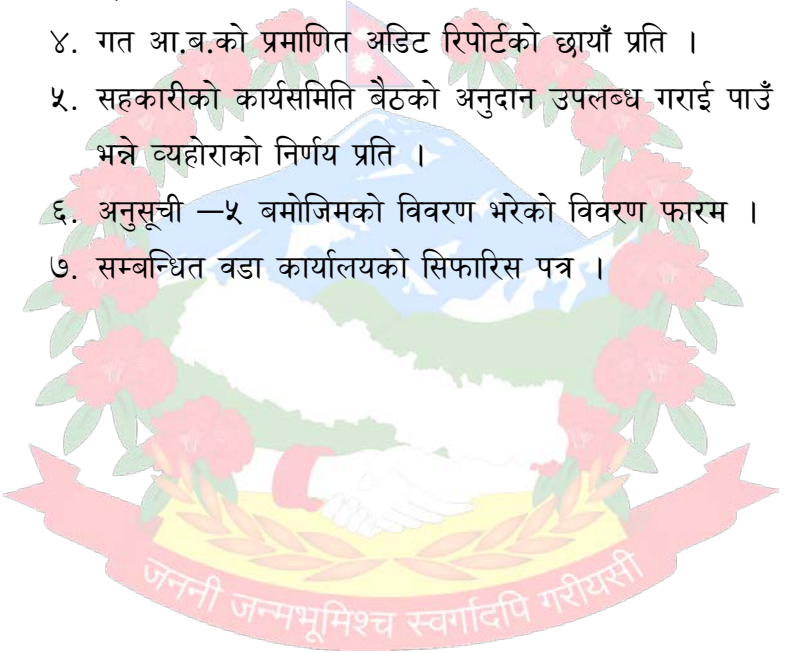 ४. गत आ.ब.को प्रमाणित अडिट रिपोर्टको छायाँ प्रति ।
५. सहकारीको कार्यसमिति बैठको अनुदान उपलब्ध गराई पाउँ
भन्ने व्यहोराको निर्णय प्रति ।
६. अनुसूची –५ बमोजिमको विवरण भरेको विवरण फारम ।
७. सम्बन्धित वडा कार्यालयको सिफारिस पत्र ।
जननी जन्मभूमिश्च स्वर्गादपि गरीयसी